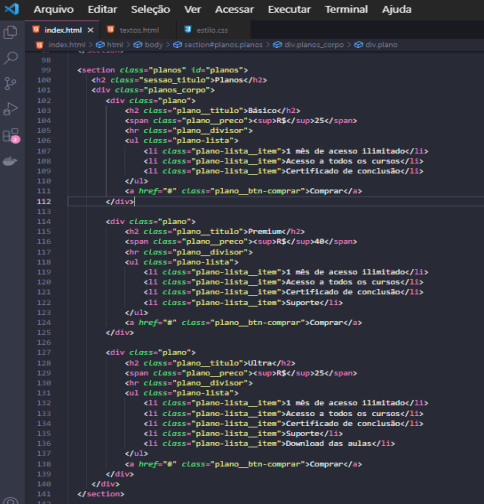 Arquivo Editar Seleção Ver Acessar Executar Terminal Ajuda
index.html × textos.html estilo.css
index.html > html > body > section#planos.planos > div.planos_corpo > div.plano
98
99 <section class="planos" id="planos">
100 <h2 class="sessao_titulo">Planos</h2>
101 <div class="planos_corpo">
102 <div class="plano">
103 <h2 class="plano__titulo">Básico</h2>
104 <span class="plano__preco"><sup>R$</sup>25</span>
105 <hr class="plano__divisor">
106 <ul class="plano-lista">
107 <li class="plano-lista__item">1 mês de acesso ilimitado</li>
108 <li class="plano-lista__item">Acesso a todos os cursos</li>
109 <li class="plano-lista__item">Certificado de conclusão</li>
110 </ul>
111 <a href="#" class="plano__btn-comprar">Comprar</a>
112 </div>
113
114 <div class="plano">
115 <h2 class="plano__titulo">Premium</h2>
116 <span class="plano__preco"><sup>R$</sup>40</span>
117 <hr class="plano__divisor">
118 <ul class="plano-lista">
119 <li class="plano-lista__item">1 mês de acesso ilimitado</li>
120 <li class="plano-lista__item">Acesso a todos os cursos</li>
121 <li class="plano-lista__item">Certificado de conclusão</li>
122 <li class="plano-lista__item">Suporte</li>
123 </ul>
124 <a href="#" class="plano__btn-comprar">Comprar</a>
125 </div>
126
127 <div class="plano">
128 <h2 class="plano__titulo">Ultra</h2>
129 <span class="plano__preco"><sup>R$</sup>25</span>
130 <hr class="plano__divisor">
131 <ul class="plano-lista">
132 <li class="plano-lista__item">1 mês de acesso ilimitado</li>
133 <li class="plano-lista__item">Acesso a todos os cursos</li>
134 <li class="plano-lista__item">Certificado de conclusão</li>
135 <li class="plano-lista__item">Suporte</li>
136 <li class="plano-lista__item">Download das aulas</li>
137 </ul>
138 <a href="#" class="plano__btn-comprar">Comprar</a>
139 </div>
140 </div>
141 </section>